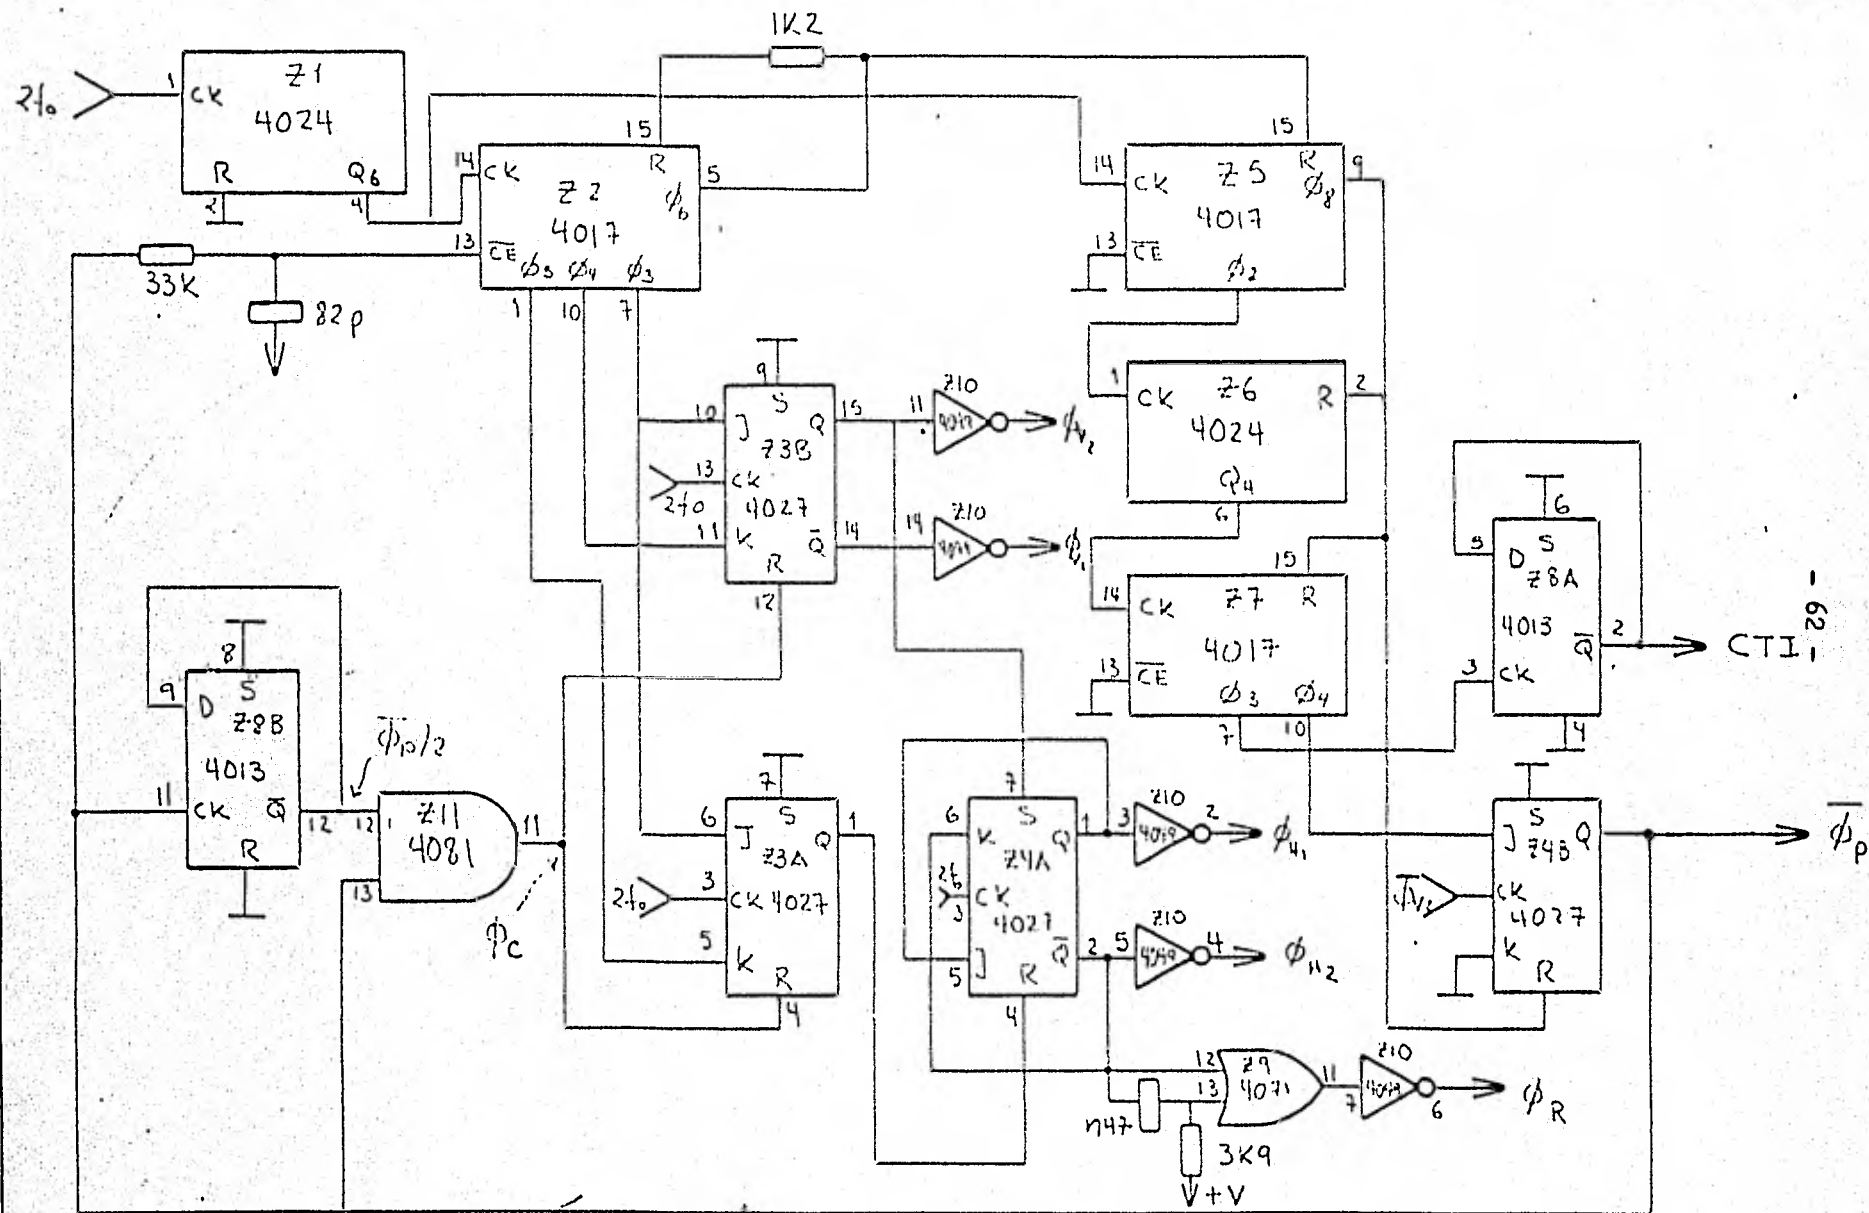 1K2
2f₀
1
CK
Z1
4024
R
Q6
2
4
15
14
CK
R
Z2
4017
5
13
C̅E̅
ϕ5
ϕ4
ϕ3
1
10
7
33K
82p
15
14
CK
Z5
4017
R
ϕ8
9
13
C̅E̅
ϕ2
9
S
10
J
Q
15
Z3B
13
CK
2f0
4027
11
K
Q̅
14
R
12
Z10
11
ϕV2
Z10
14
1
CK
Z6
4024
R
2
Q4
6
15
14
CK
Z7
R
4017
13
C̅E̅
ϕ3
ϕ4
7
10
6
5
D
S
Z8A
4013
Q̅
2
3
CK
4
CTI
- 62 -
8
9
D
S
Z8B
4013
11
CK
Q̅
12
R
ϕ̅p̅/2
12
Z11
4081
11
13
ϕC
7
S
6
J
Q
1
Z3A
3
2f₀
CK
4027
5
K
R
4
7
S
6
K
Q
1
Z4A
2f₀
CK
3
4027
5
J
Q̅
2
R
4
Z10
3
4049
2
ϕH1
Z10
5
4049
4
ϕH2
J
Q
Z4B
CK
4027
K
R
ϕ̅p̅
12
Z9
13
4071
11
Z10
7
4049
6
ϕR
n47
3K9
+V